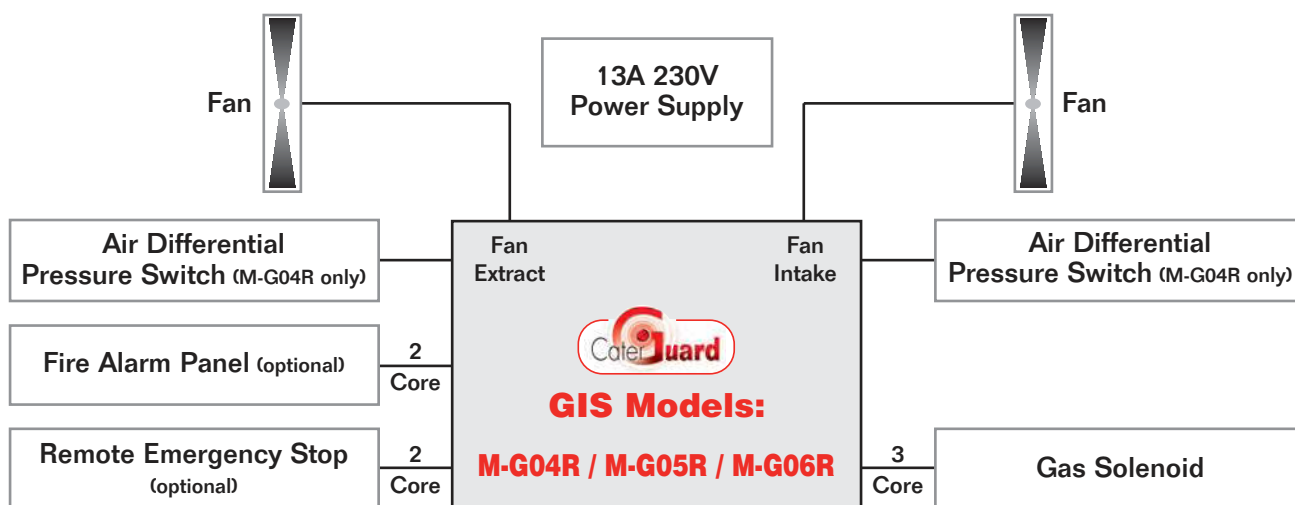 Fan
13A 230V
Power Supply
Fan
Air Differential
Pressure Switch (M-G04R only)
Fan
Extract
Fan
Intake
Air Differential
Pressure Switch (M-G04R only)
Fire Alarm Panel (optional)
2
Core
CaterGuard
GIS Models:
M-G04R / M-G05R / M-G06R
Remote Emergency Stop
(optional)
2
Core
3
Core
Gas Solenoid